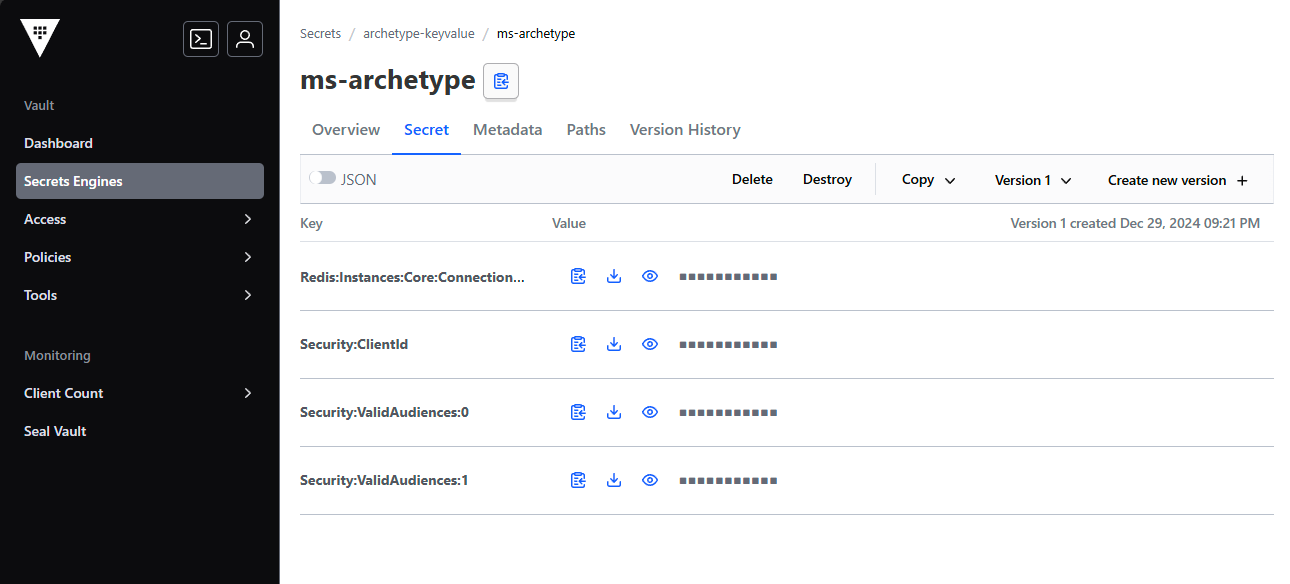 Vault
Dashboard
Secrets Engines
Access
Policies
Tools
Monitoring
Client Count
Seal Vault
Secrets / archetype-keyvalue / ms-archetype
ms-archetype
Overview Secret Metadata Paths Version History
JSON Delete Destroy Copy Version 1 Create new version +
Key Value Version 1 created Dec 29, 2024 09:21 PM
Redis:Instances:Core:Connection...
Security:ClientId
Security:ValidAudiences:0
Security:ValidAudiences:1